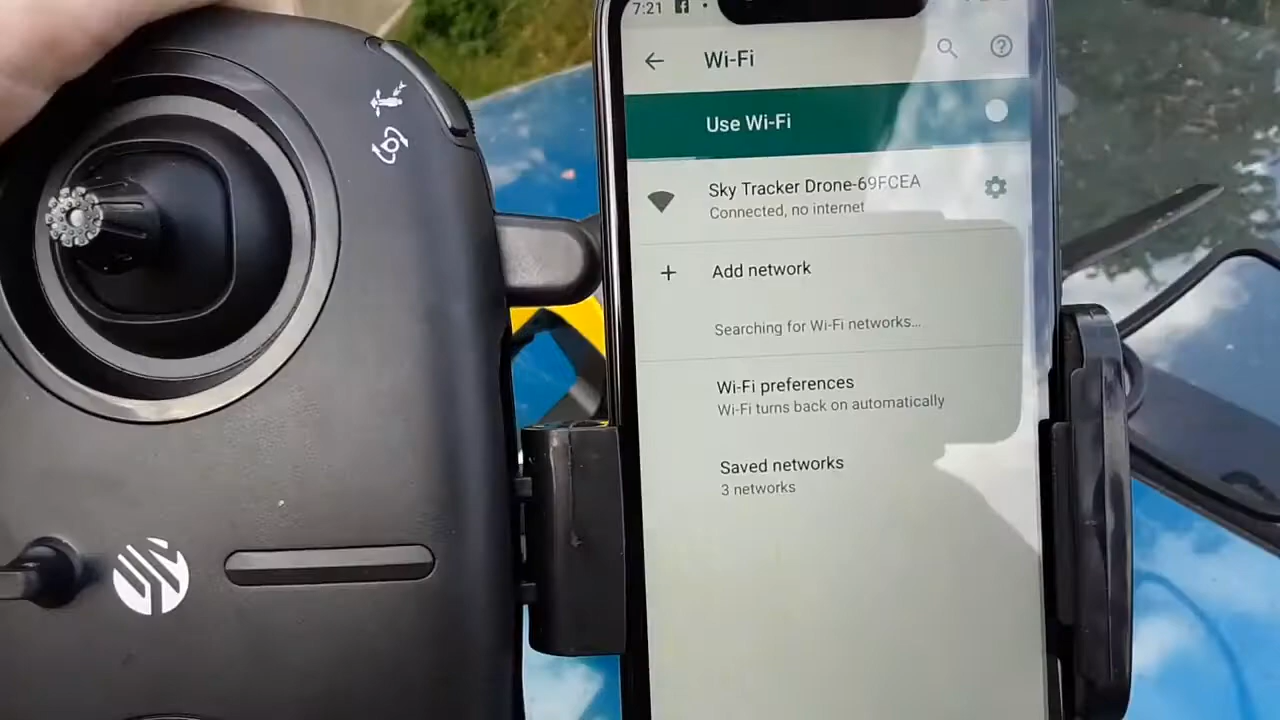 7:21
Wi-Fi
Use Wi-Fi
Sky Tracker Drone-69FCEA
Connected, no internet
Add network
Searching for Wi-Fi networks...
Wi-Fi preferences
Wi-Fi turns back on automatically
Saved networks
3 networks